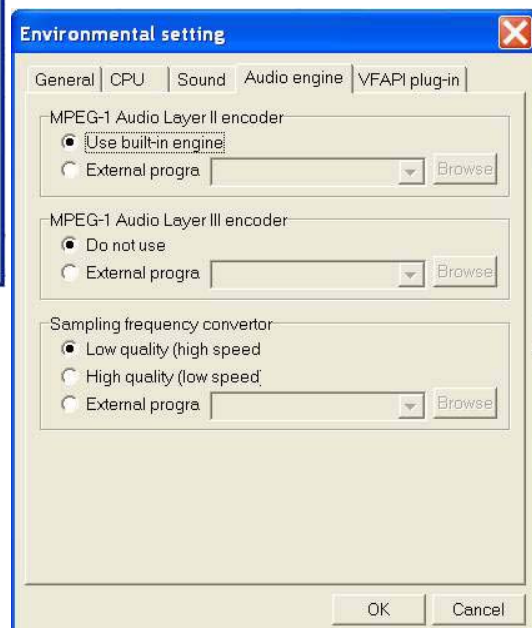 Environmental setting
General CPU Sound Audio engine VFAPI plug-in
MPEG-1 Audio Layer II encoder
Use built-in engine
External progra Browse
MPEG-1 Audio Layer III encoder
Do not use
External progra Browse
Sampling frequency convertor
Low quality (high speed
High quality (low speed)
External progra Browse
OK Cancel